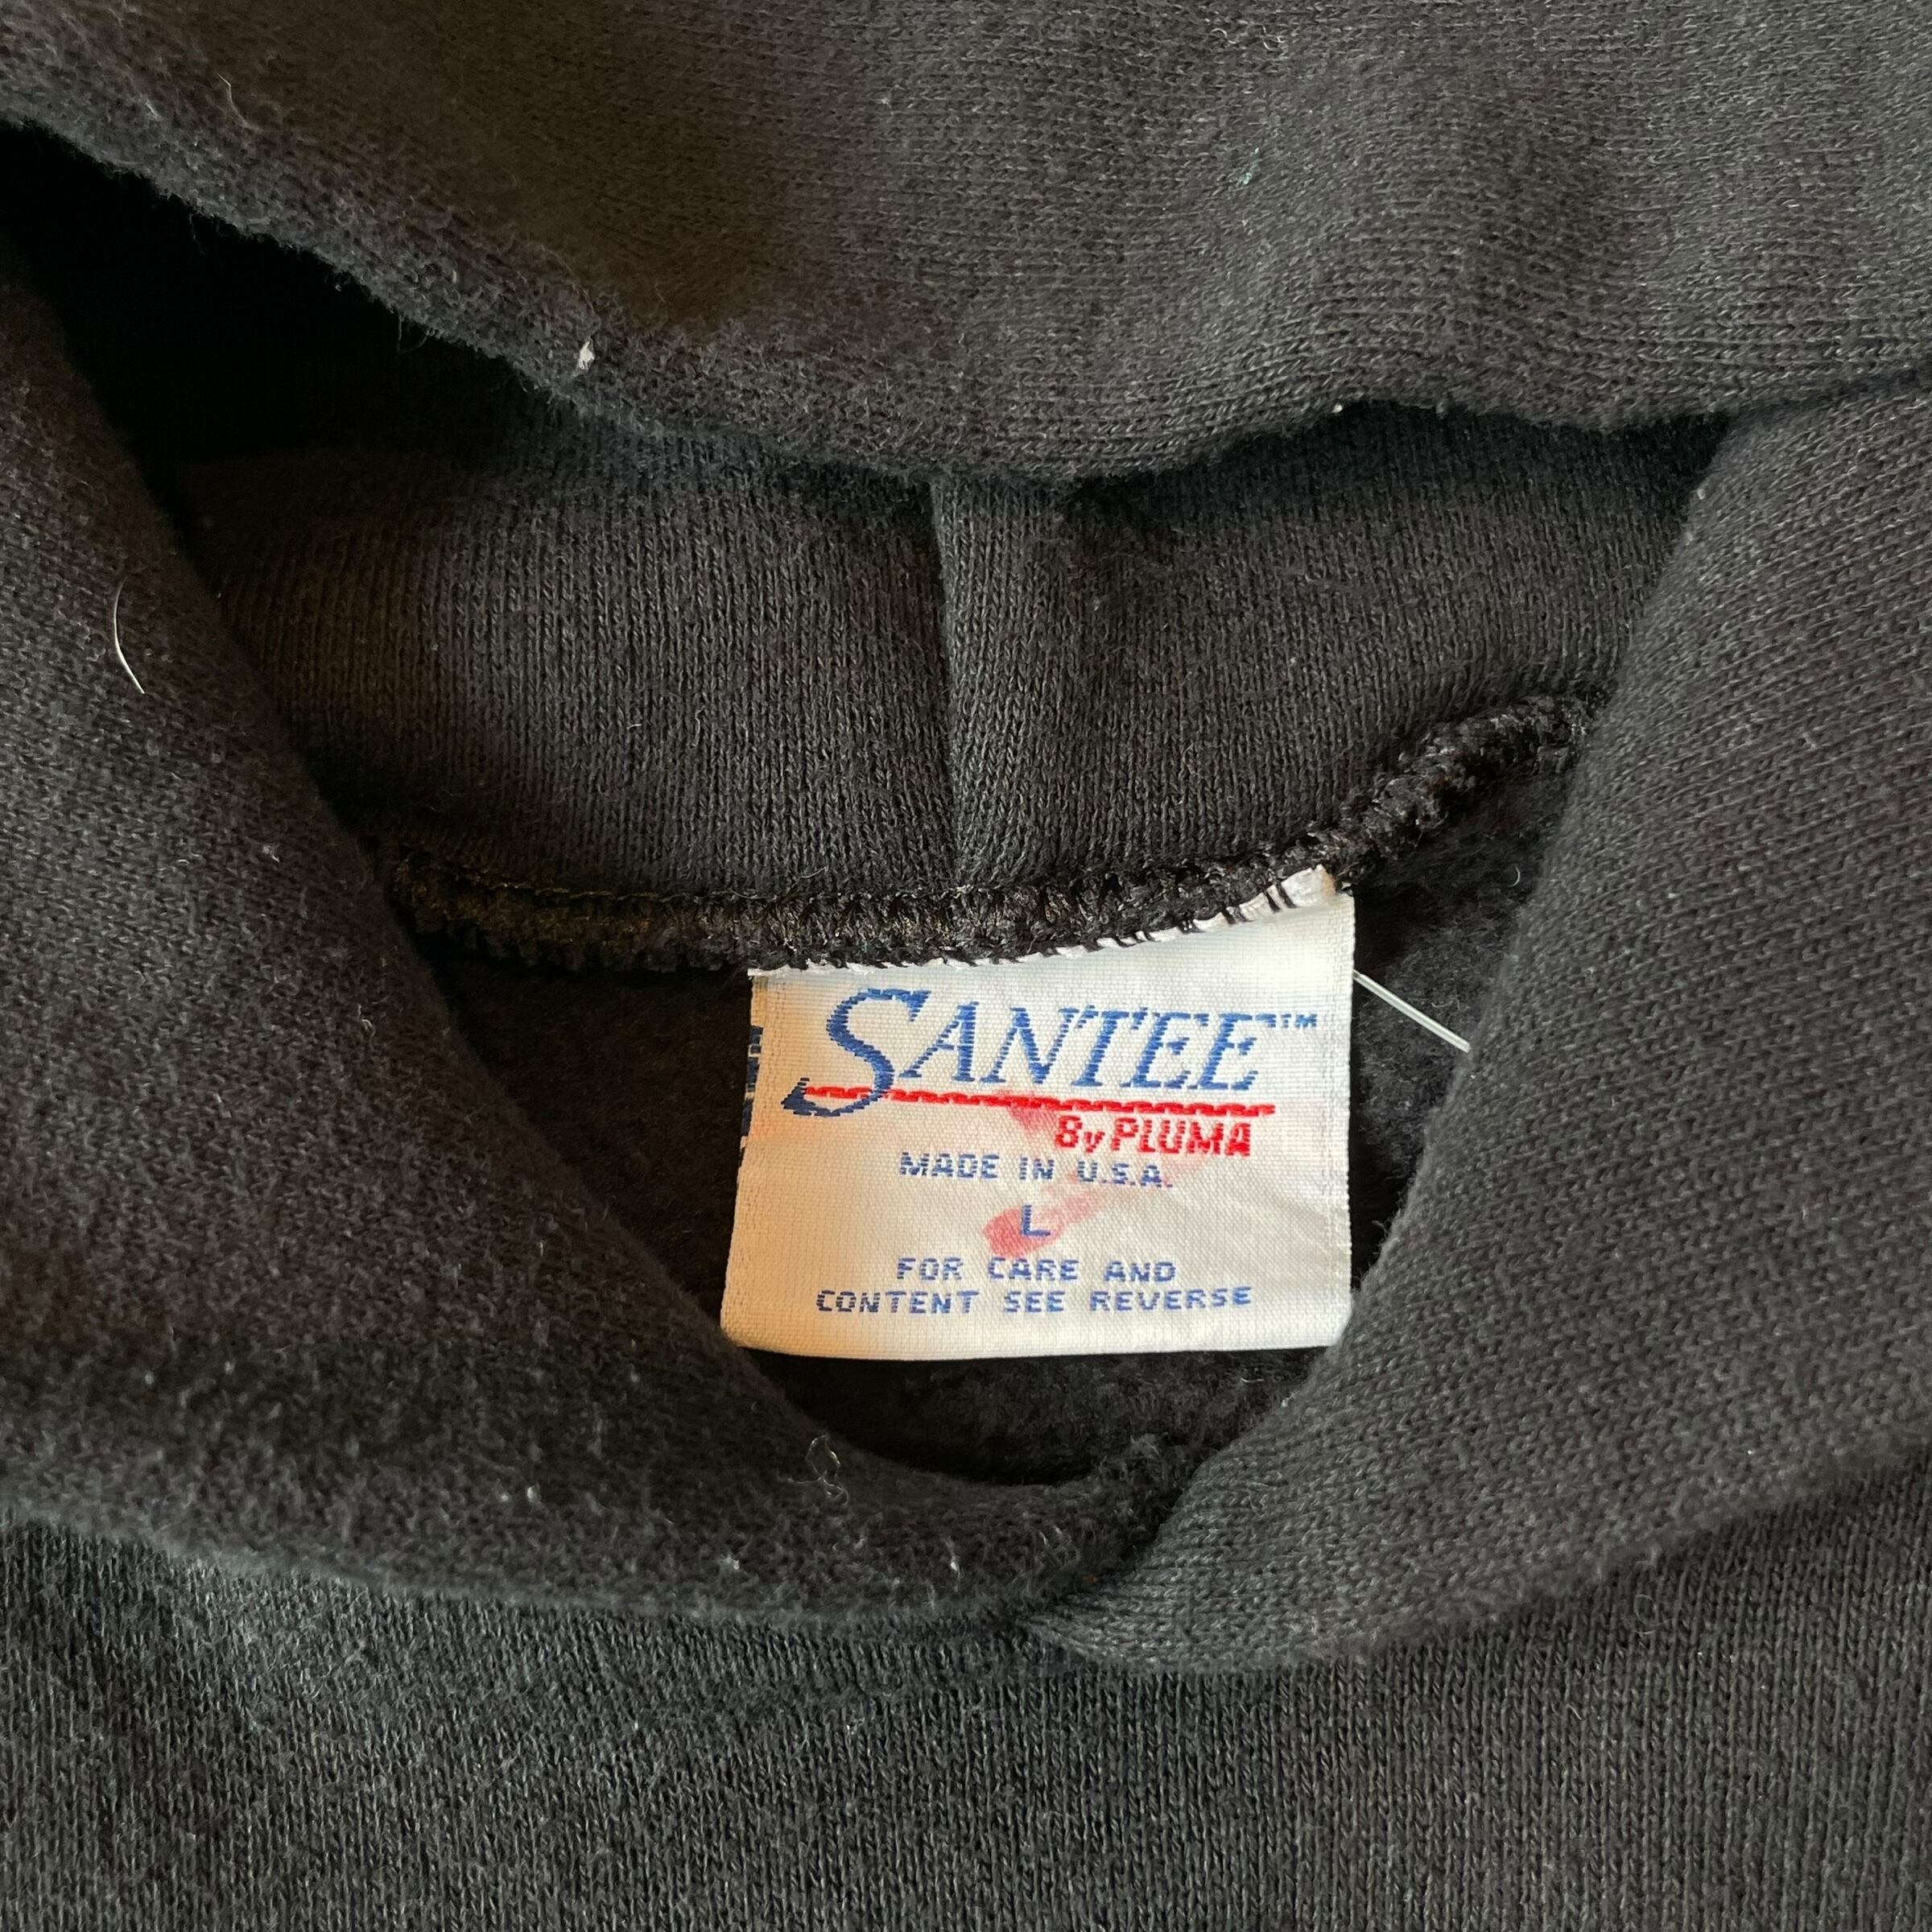 SANTEE™
By PLUMA
MADE IN U.S.A.
L
FOR CARE AND
CONTENT SEE REVERSE